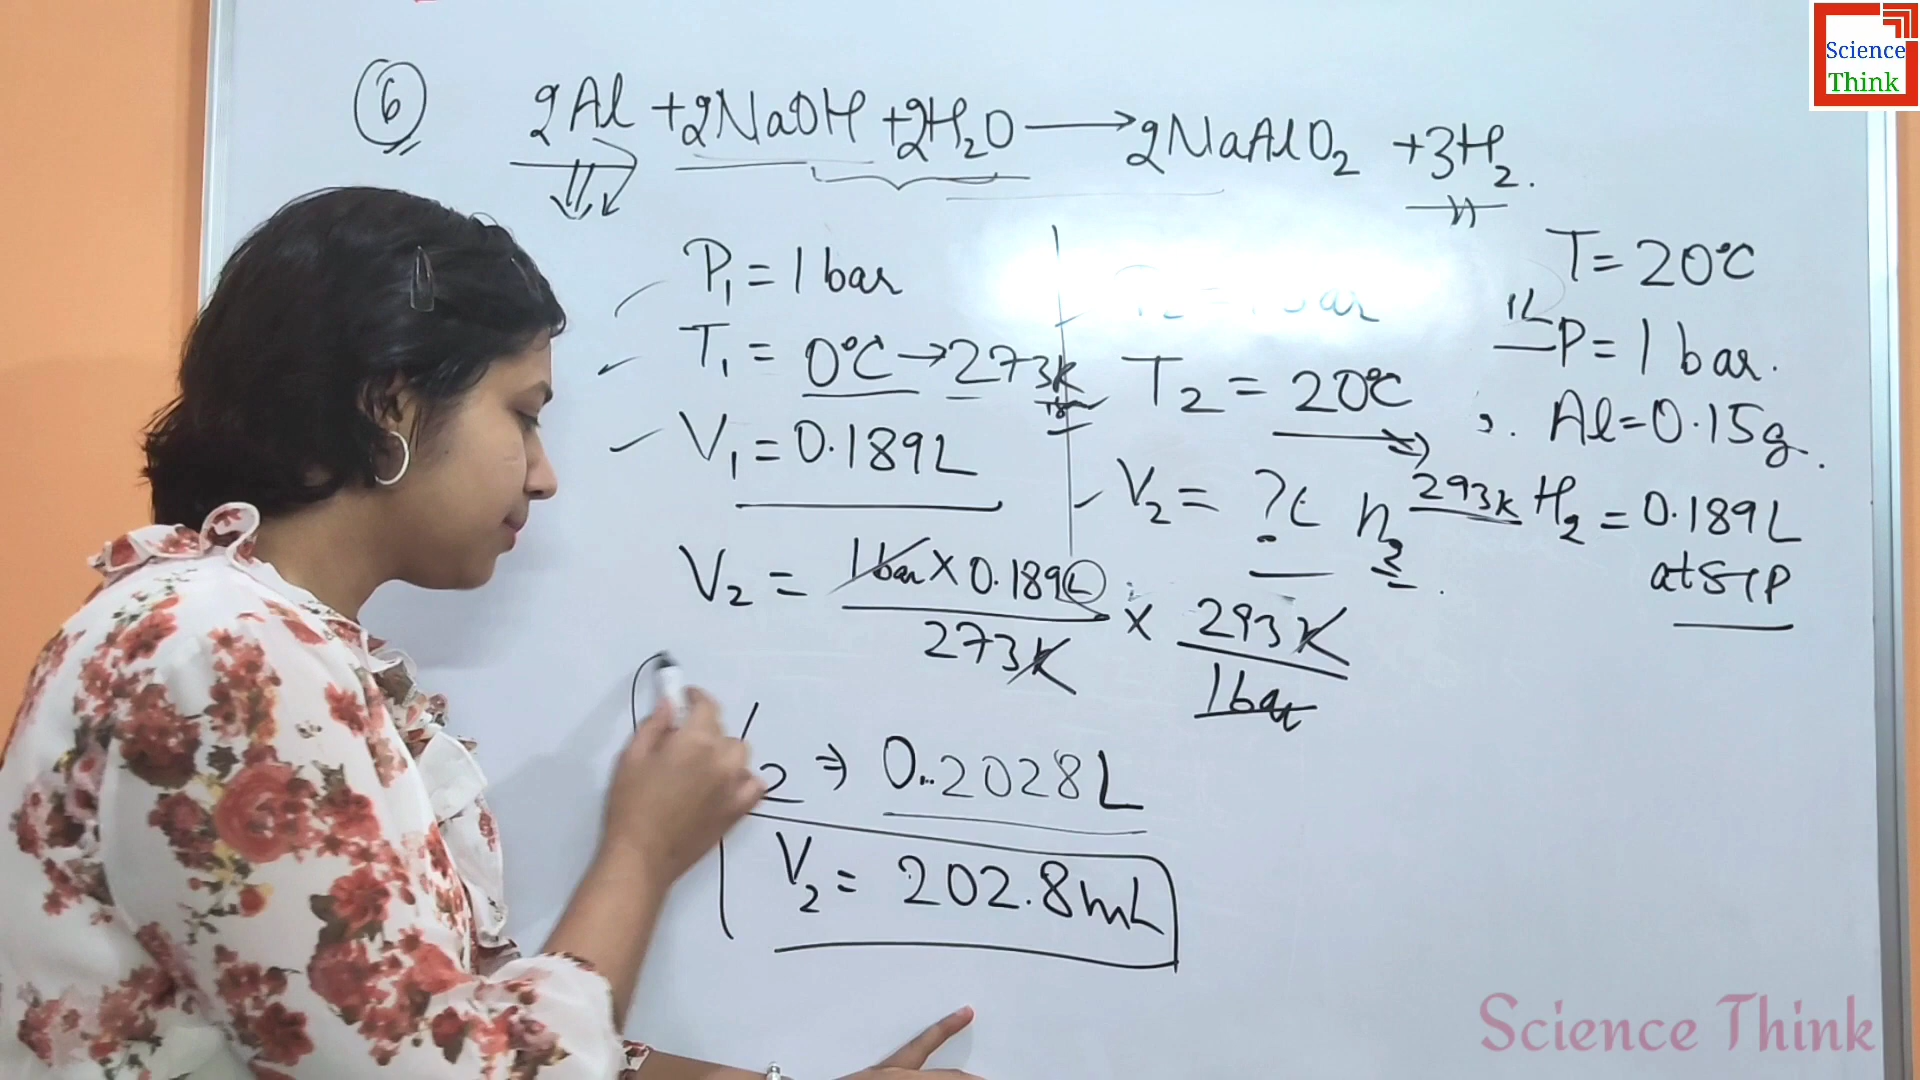 Science
Think
6
2Al + 2NaOH + 2H₂O → 2NaAlO₂ + 3H₂.
P₁ = 1 bar
T₁ = 0°C → 273K
V₁ = 0.189L
T₂ = 20°C
V₂ = ?
293K
T = 20°C
P = 1 bar.
Al = 0.15g.
H₂ = 0.189L
at STP
V₂ = 1bar × 0.189L / 273K × 293K / 1bar
2 ⇒ 0.2028L
V₂ = 202.8mL
Science Think